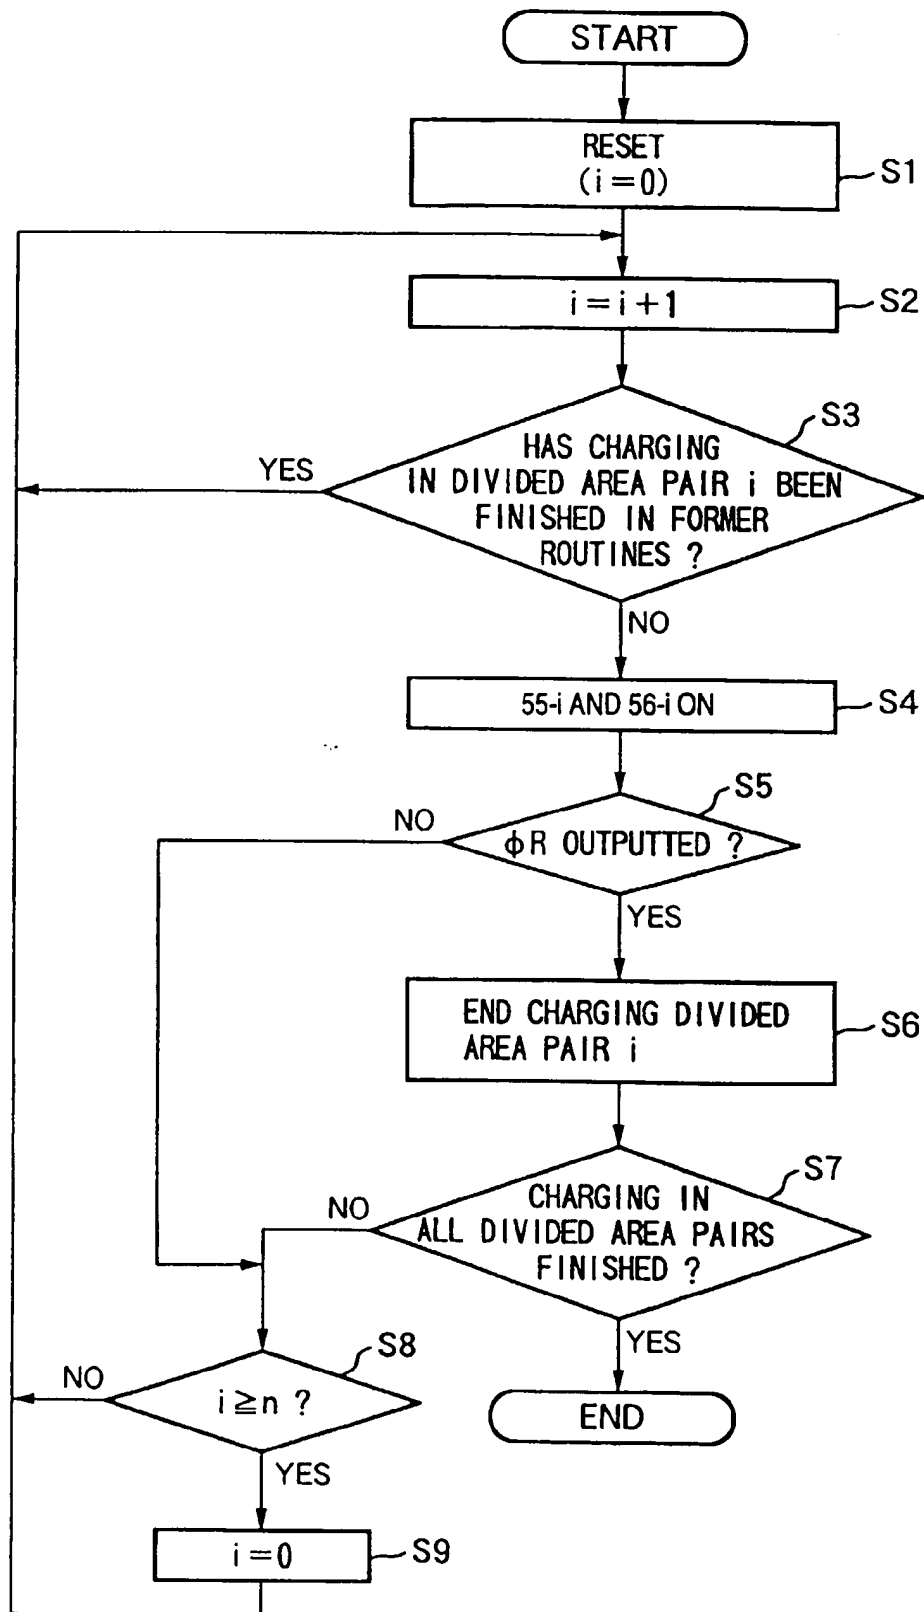 START
RESET
(i=0)
S1
i=i+1
S2
S3
HAS CHARGING
IN DIVIDED AREA PAIR i BEEN
FINISHED IN FORMER
ROUTINES ?
YES
NO
55-i AND 56-i ON
S4
S5
NO
ϕR OUTPUTTED ?
YES
END CHARGING DIVIDED
AREA PAIR i
S6
S7
NO
CHARGING IN
ALL DIVIDED AREA PAIRS
FINISHED ?
YES
S8
NO
i≧n ?
END
YES
i=0
S9